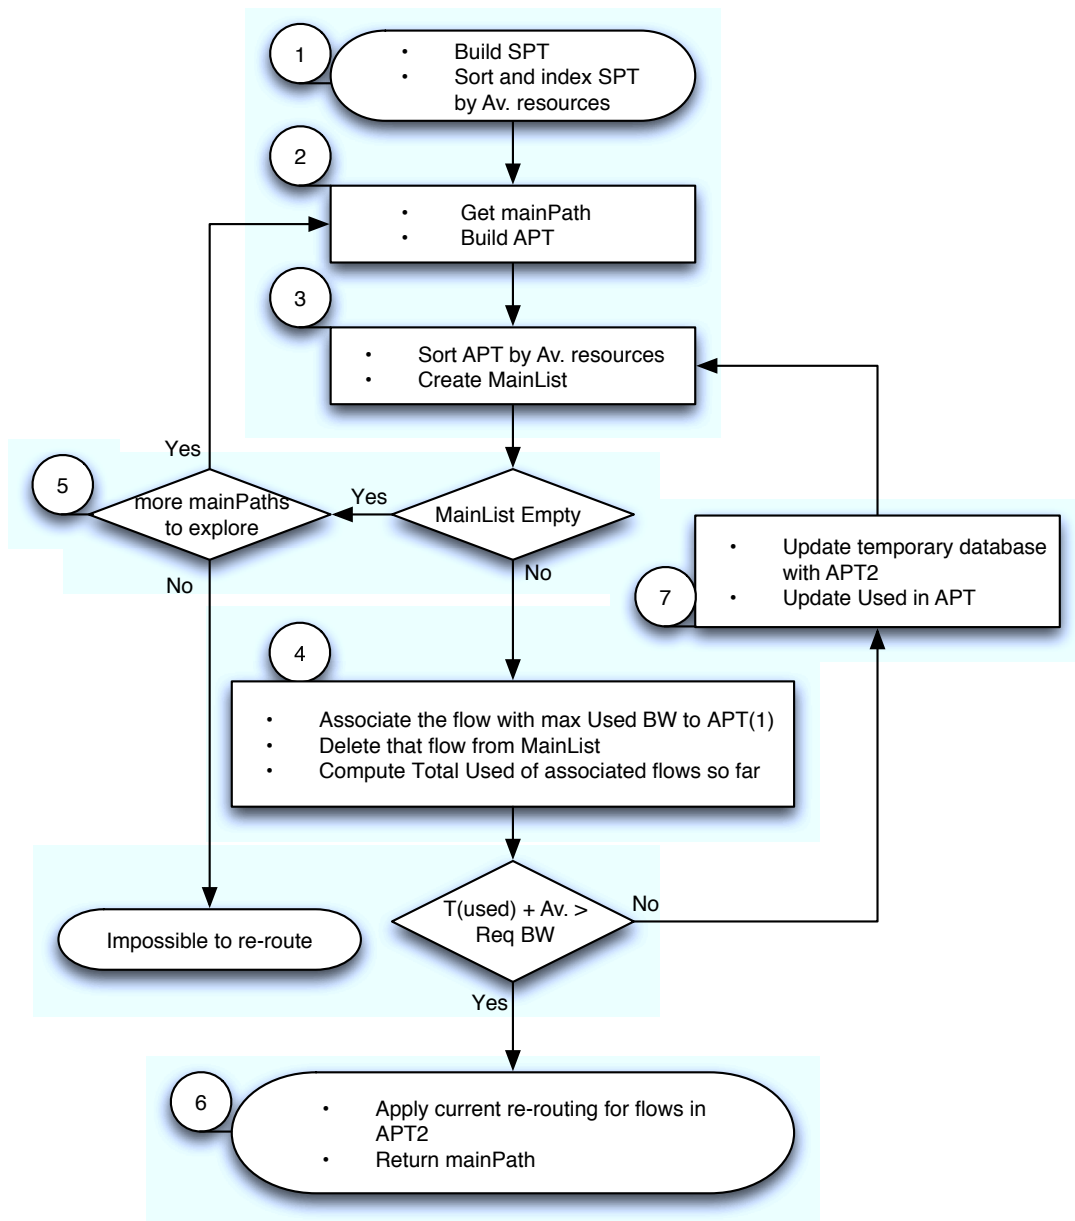 1
• Build SPT
• Sort and index SPT
by Av. resources
2
• Get mainPath
• Build APT
3
• Sort APT by Av. resources
• Create MainList
Yes
5
more mainPaths
to explore
Yes
MainList Empty
No
No
7
• Update temporary database
with APT2
• Update Used in APT
4
• Associate the flow with max Used BW to APT(1)
• Delete that flow from MainList
• Compute Total Used of associated flows so far
T(used) + Av. >
Req BW
No
Impossible to re-route
Yes
6
• Apply current re-routing for flows in
APT2
• Return mainPath